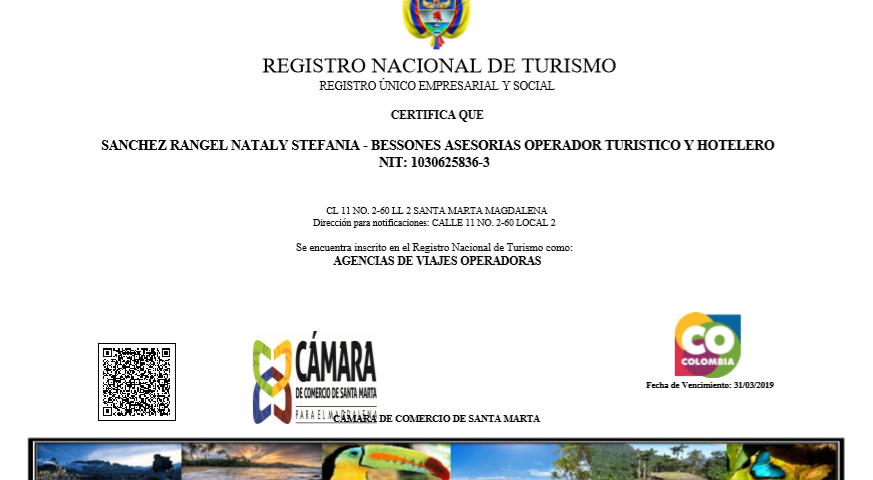 REGISTRO NACIONAL DE TURISMO
REGISTRO ÚNICO EMPRESARIAL Y SOCIAL
CERTIFICA QUE
SANCHEZ RANGEL NATALY STEFANIA - BESSONES ASESORIAS OPERADOR TURISTICO Y HOTELERO
NIT: 1030625836-3
CL 11 NO. 2-60 LL 2 SANTA MARTA MAGDALENA
Dirección para notificaciones: CALLE 11 NO. 2-60 LOCAL 2
Se encuentra inscrito en el Registro Nacional de Turismo como:
AGENCIAS DE VIAJES OPERADORAS
CÁMARA
DE COMERCIO DE SANTA MARTA
PARA EL MAGDALENA
CAMARA DE COMERCIO DE SANTA MARTA
CO
COLOMBIA
Fecha de Vencimiento: 31/03/2019